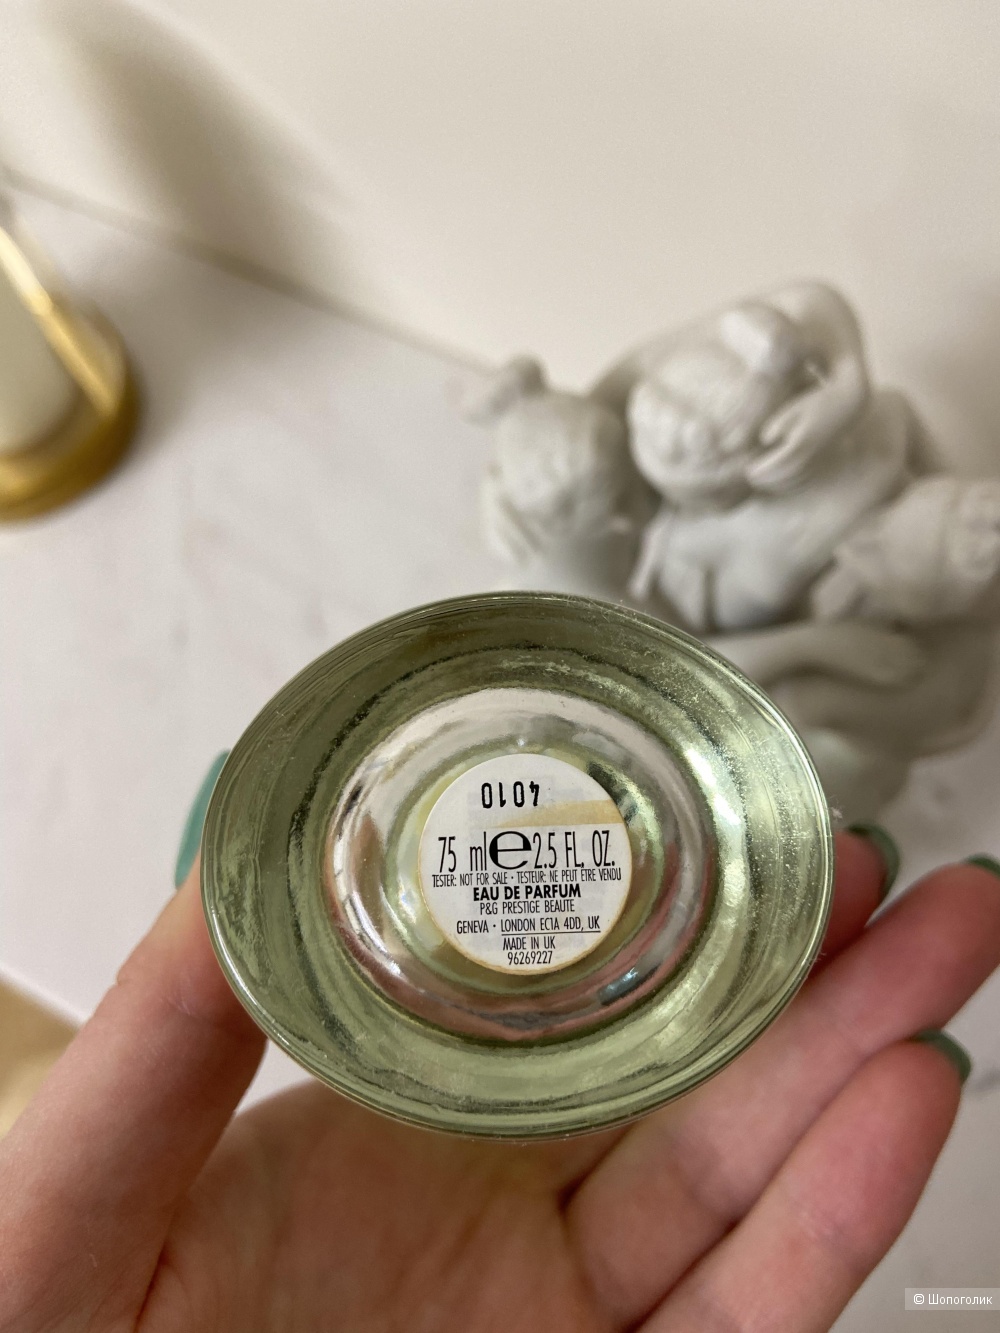 4010
75 ml e 2.5 FL. OZ.
TESTER: NOT FOR SALE • TESTEUR: NE PEUT ÊTRE VENDU
EAU DE PARFUM
P&G PRESTIGE BEAUTE
GENEVA • LONDON EC1A 4DD, UK
MADE IN UK
96269227
© Шопоголик